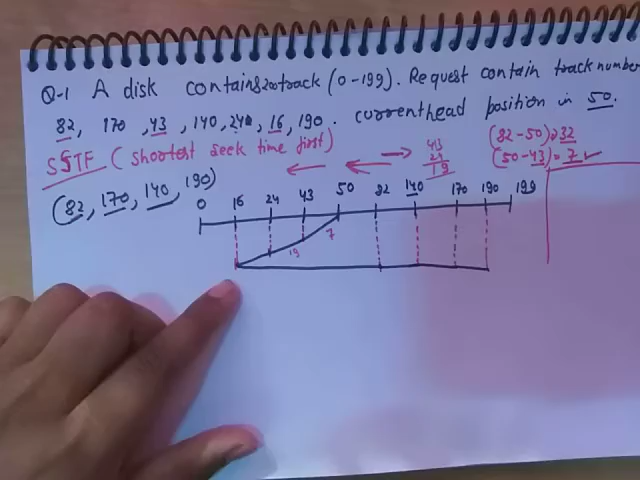 Q-1 A disk contains 200 track (0-199). Request contain track number
82, 170, 43, 140, 24, 16, 190. current head position in 50.
SSTF (shortest seek time first)
43
24
19
(82-50)=32
(50-43)=7
(82, 170, 140, 190)
0 16 24 43 50 82 140 170 190 199
19 7